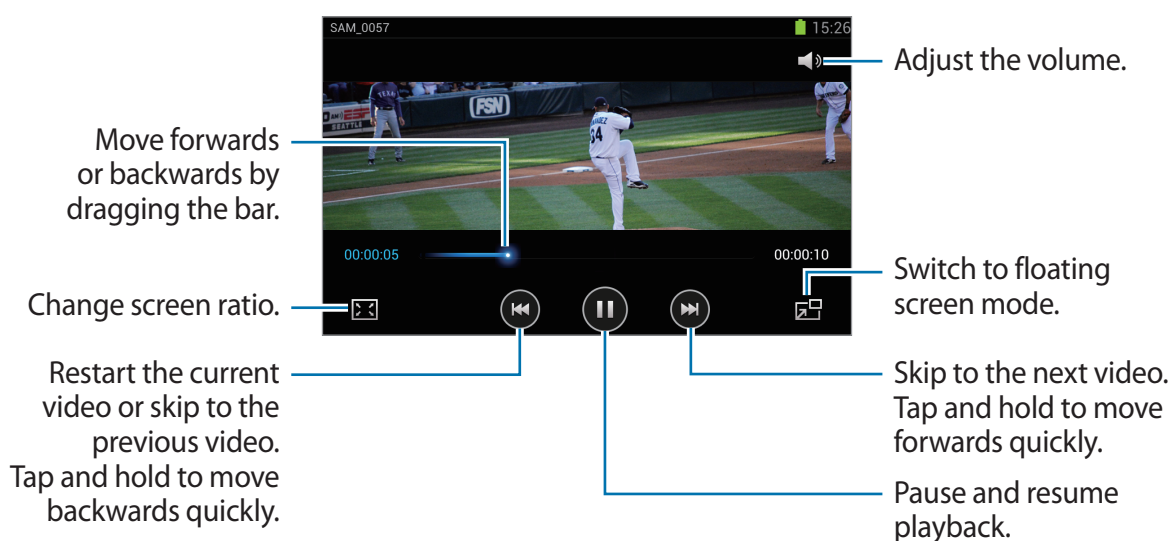 SAM_0057
15:26
Adjust the volume.
TEXAS
FSN
SEATTLE
34
Move forwards
or backwards by
dragging the bar.
00:00:05
00:00:10
Switch to floating
screen mode.
Change screen ratio.
Restart the current
video or skip to the
previous video.
Tap and hold to move
backwards quickly.
Skip to the next video.
Tap and hold to move
forwards quickly.
Pause and resume
playback.